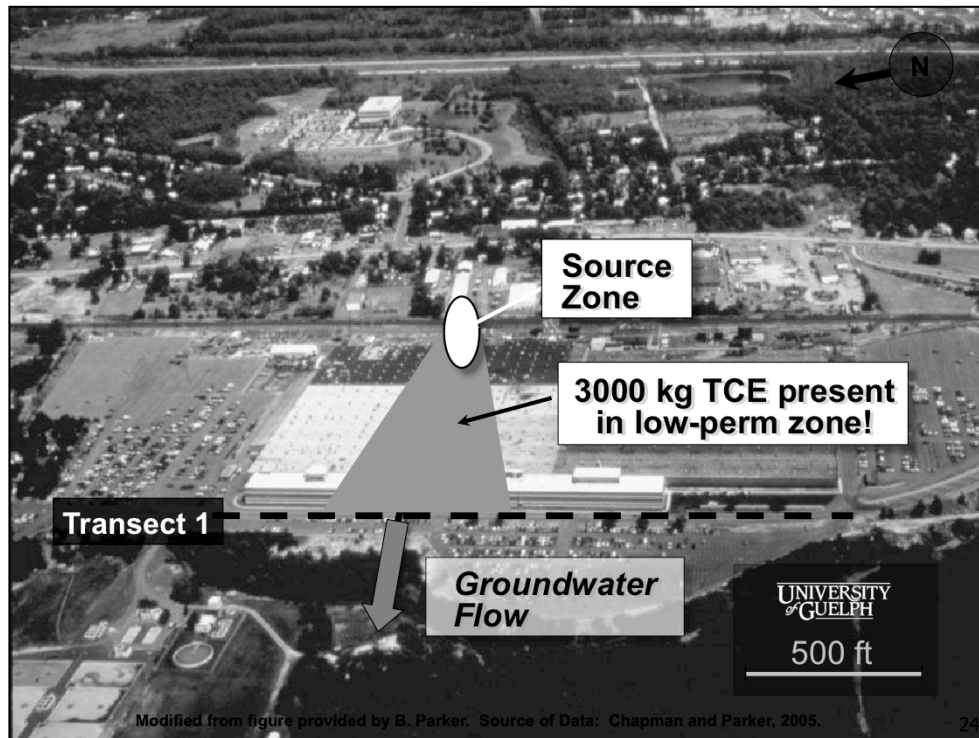 N
Source
Zone
3000 kg TCE present
in low-perm zone!
Transect 1
Groundwater
Flow
UNIVERSITY
of GUELPH
500 ft
Modified from figure provided by B. Parker. Source of Data: Chapman and Parker, 2005.
24